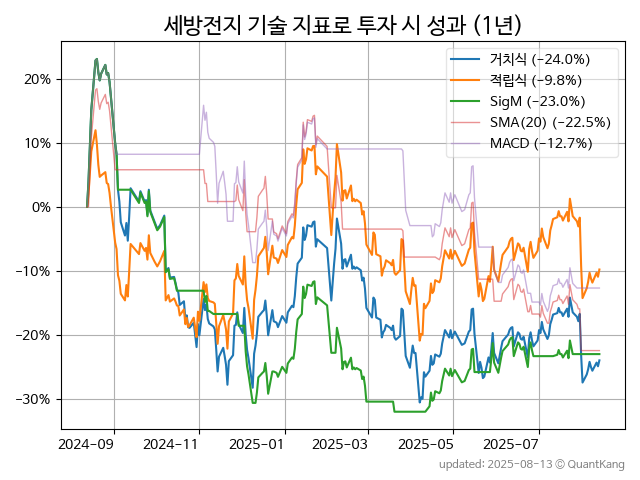 세방전지 기술 지표로 투자 시 성과 (1년)
거치식 (−24.0%)
적립식 (−9.8%)
SigM (−23.0%)
SMA(20) (−22.5%)
MACD (−12.7%)
20%
10%
0%
−10%
−20%
−30%
2024-09
2024-11
2025-01
2025-03
2025-05
2025-07
updated: 2025-08-13 © QuantKang